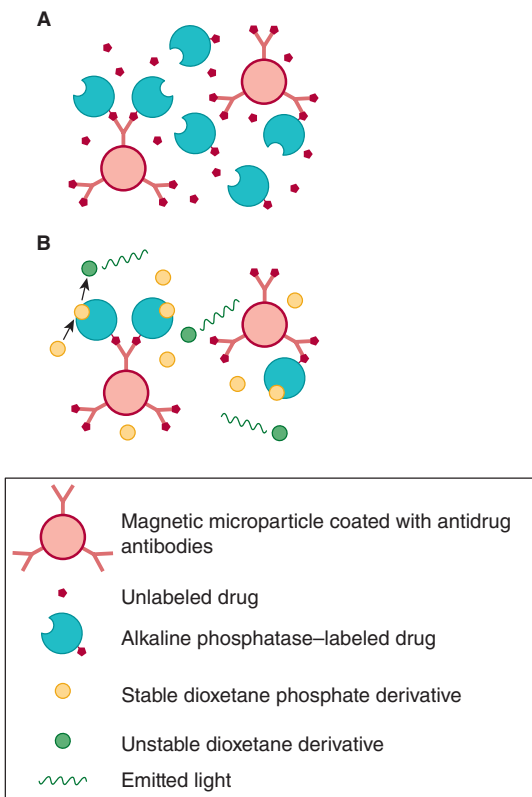 A
B
Magnetic microparticle coated with antidrug
antibodies
Unlabeled drug
Alkaline phosphatase–labeled drug
Stable dioxetane phosphate derivative
Unstable dioxetane derivative
Emitted light